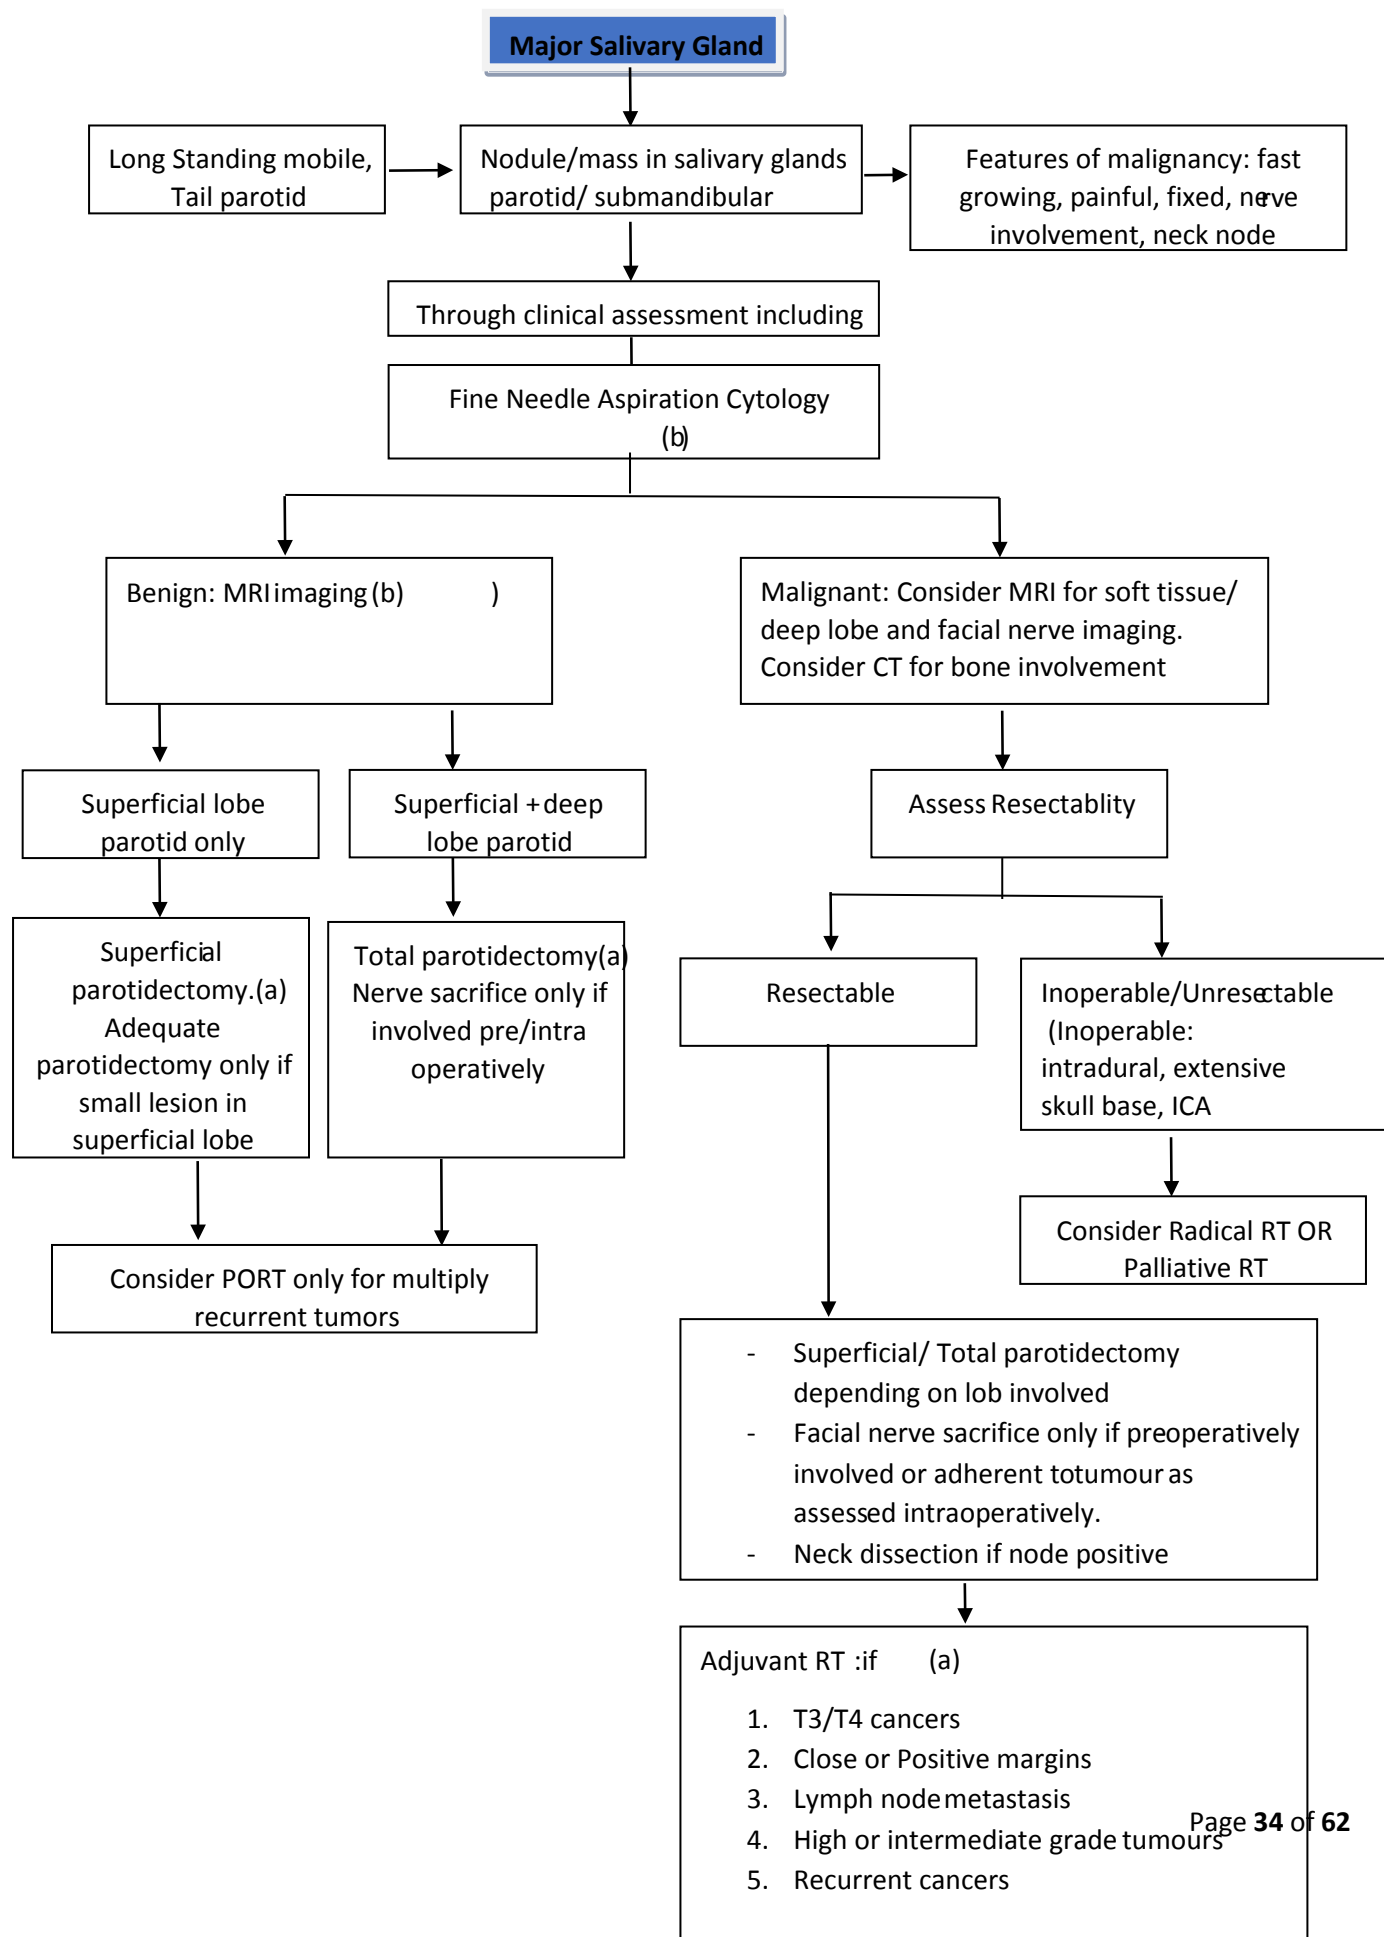 Major Salivary Gland
Long Standing mobile,
Tail parotid
Nodule/mass in salivary glands
parotid/ submandibular
Features of malignancy: fast
growing, painful, fixed, nerve
involvement, neck node
Through clinical assessment including
Fine Needle Aspiration Cytology
(b)
Benign: MRI imaging (b) )
Malignant: Consider MRI for soft tissue/
deep lobe and facial nerve imaging.
Consider CT for bone involvement
Superficial lobe
parotid only
Superficial + deep
lobe parotid
Assess Resectablity
Superficial
parotidectomy.(a)
Adequate
parotidectomy only if
small lesion in
superficial lobe
Total parotidectomy(a)
Nerve sacrifice only if
involved pre/intra
operatively
Resectable
Inoperable/Unresectable
(Inoperable:
intradural, extensive
skull base, ICA
Consider PORT only for multiply
recurrent tumors
Consider Radical RT OR
Palliative RT
- Superficial/ Total parotidectomy
depending on lob involved
- Facial nerve sacrifice only if preoperatively
involved or adherent totumour as
assessed intraoperatively.
- Neck dissection if node positive
Adjuvant RT :if (a)
1. T3/T4 cancers
2. Close or Positive margins
3. Lymph node metastasis
4. High or intermediate grade tumours
5. Recurrent cancers
Page 34 of 62